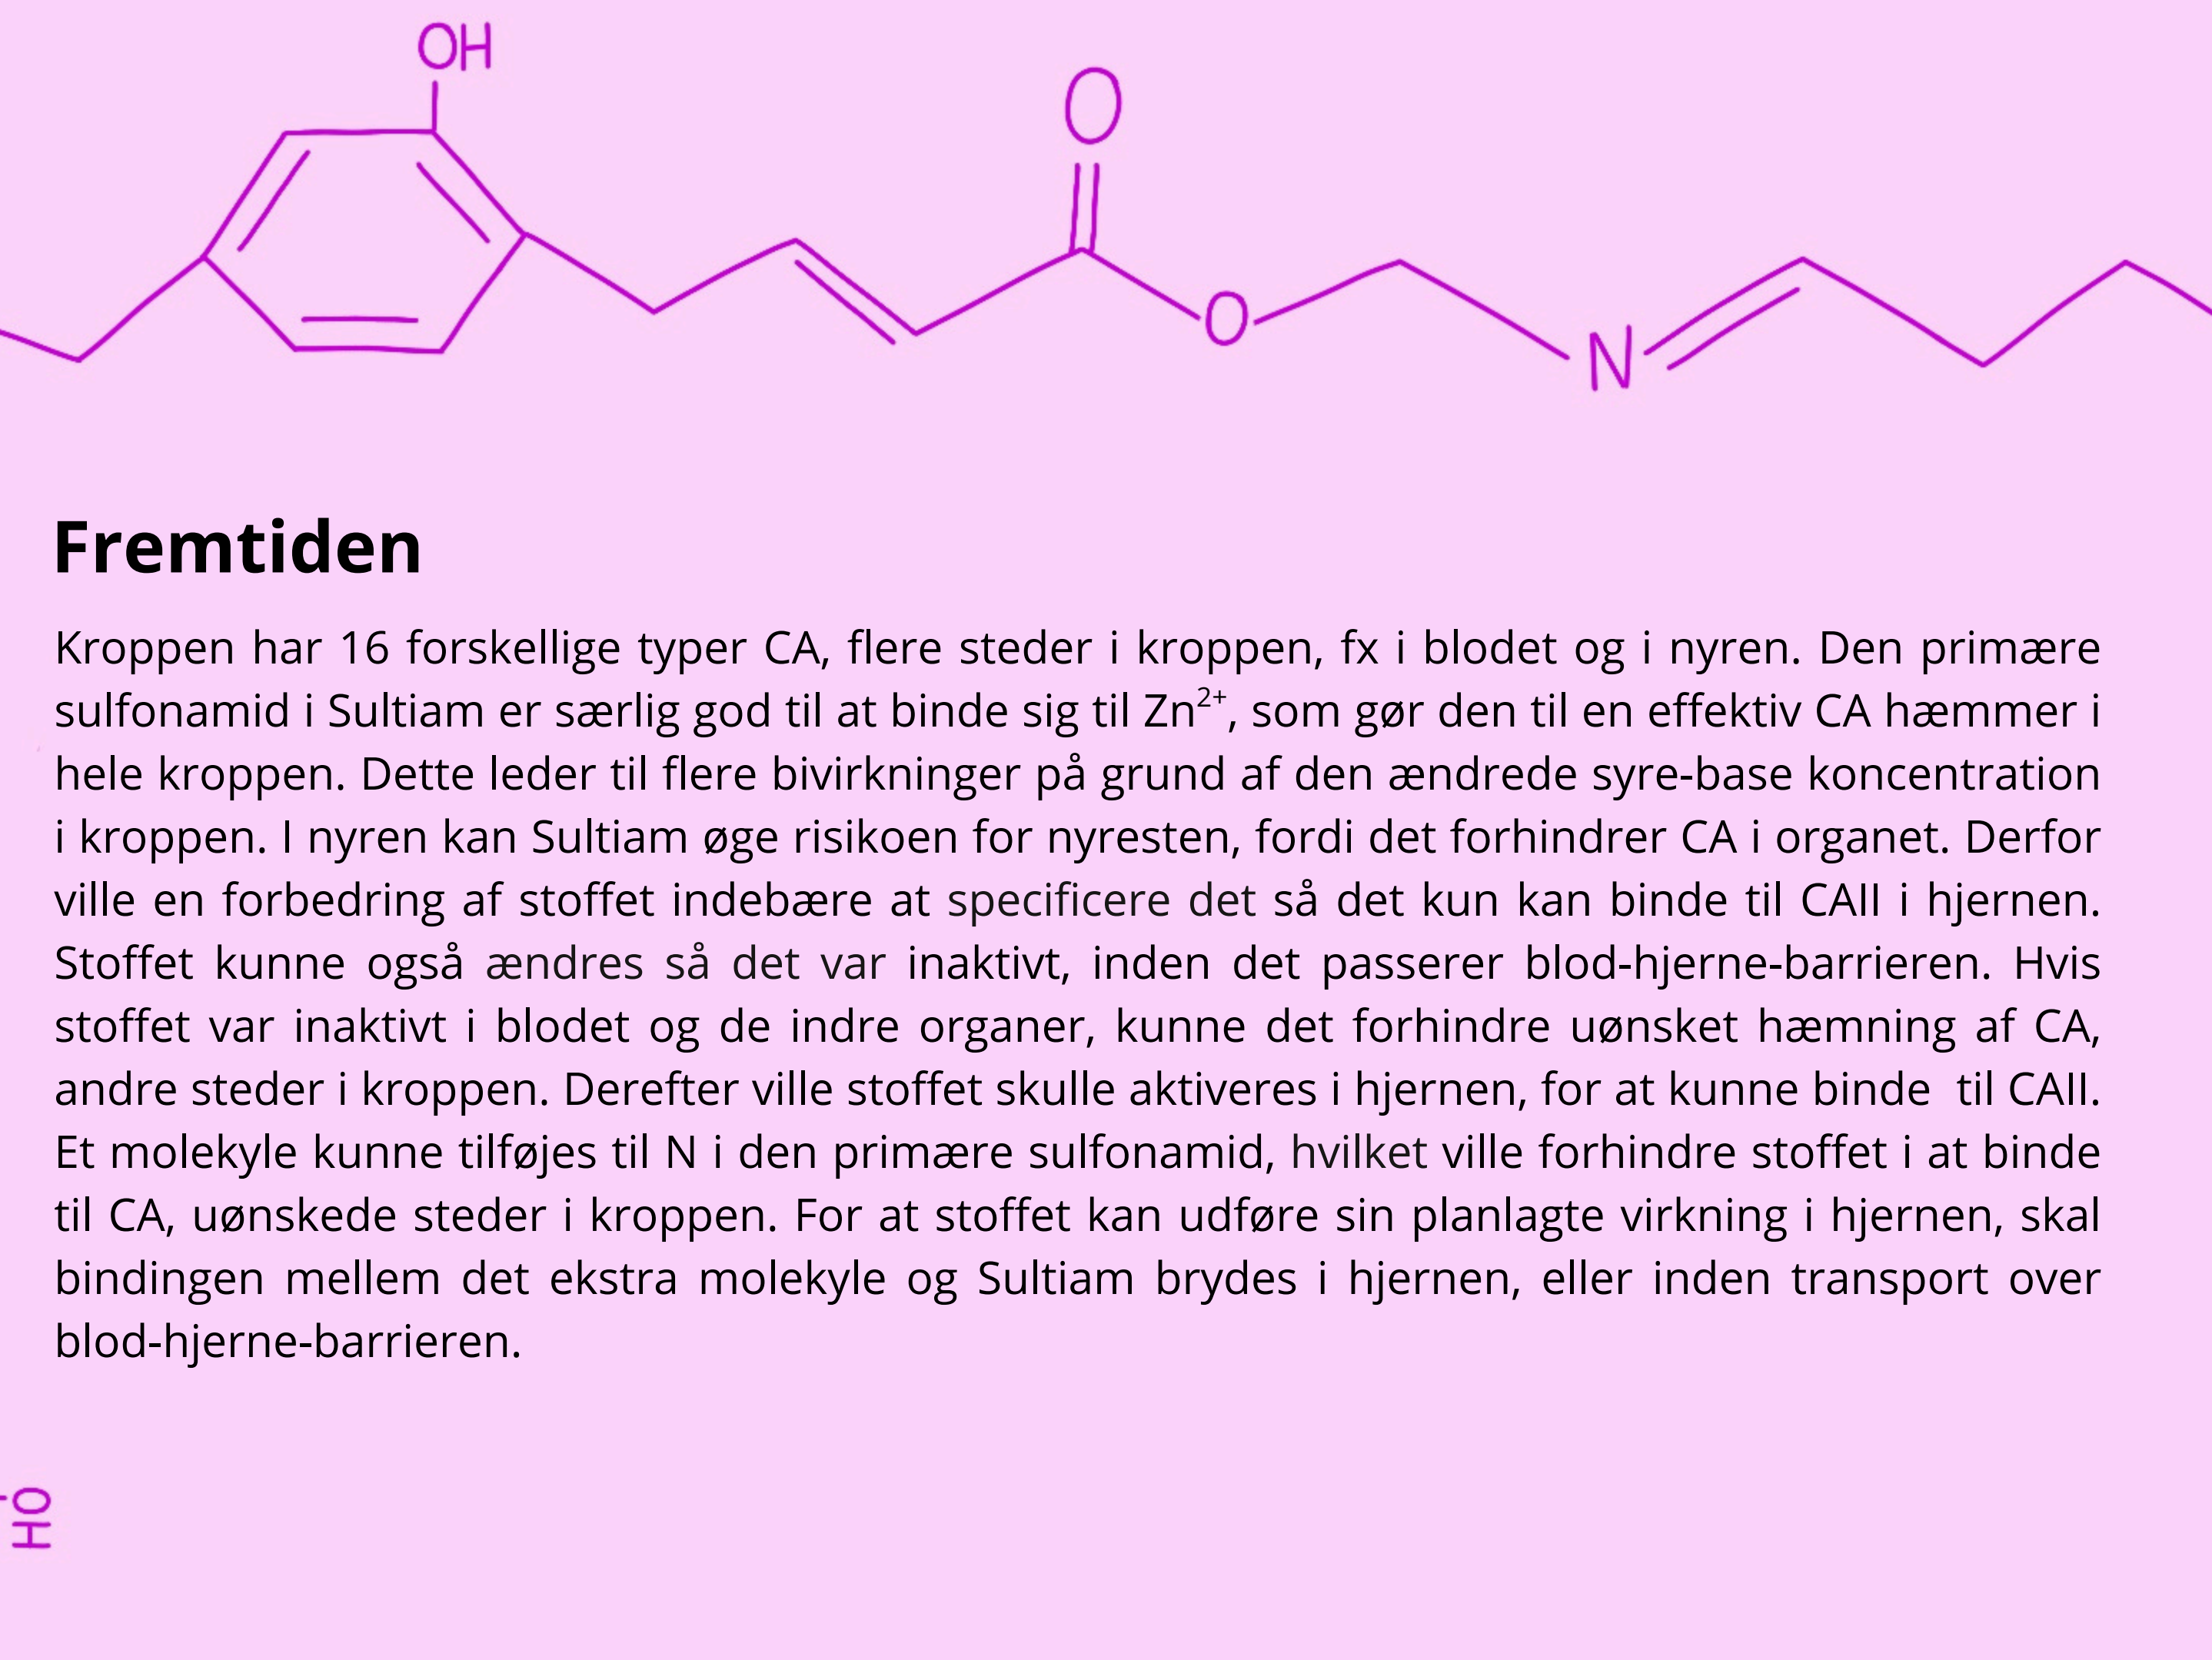 OH
O
O
N
Fremtiden
Kroppen har 16 forskellige typer CA, flere steder i kroppen, fx i blodet og i nyren. Den primære
sulfonamid i Sultiam er særlig god til at binde sig til Zn²⁺, som gør den til en effektiv CA hæmmer i
hele kroppen. Dette leder til flere bivirkninger på grund af den ændrede syre-base koncentration
i kroppen. I nyren kan Sultiam øge risikoen for nyresten, fordi det forhindrer CA i organet. Derfor
ville en forbedring af stoffet indebære at specificere det så det kun kan binde til CAII i hjernen.
Stoffet kunne også ændres så det var inaktivt, inden det passerer blod-hjerne-barrieren. Hvis
stoffet var inaktivt i blodet og de indre organer, kunne det forhindre uønsket hæmning af CA,
andre steder i kroppen. Derefter ville stoffet skulle aktiveres i hjernen, for at kunne binde  til CAII.
Et molekyle kunne tilføjes til N i den primære sulfonamid, hvilket ville forhindre stoffet i at binde
til CA, uønskede steder i kroppen. For at stoffet kan udføre sin planlagte virkning i hjernen, skal
bindingen mellem det ekstra molekyle og Sultiam brydes i hjernen, eller inden transport over
blod-hjerne-barrieren.
HO